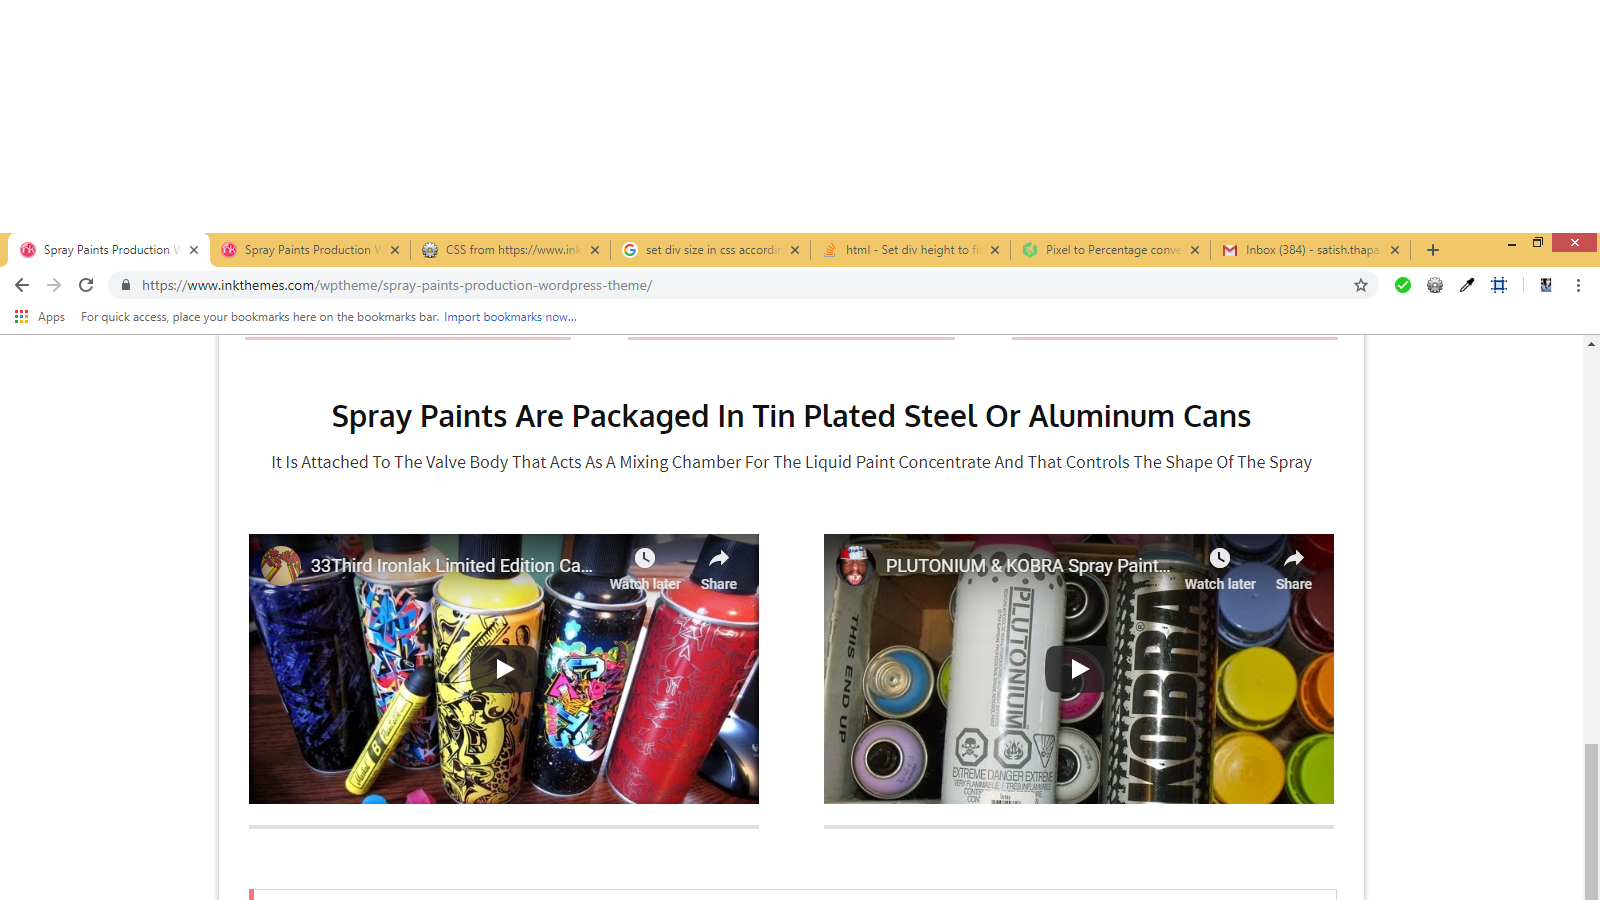 Spray Paints Production W
Spray Paints Production W
CSS from https://www.ink
set div size in css accordin
html - Set div height to fi
Pixel to Percentage conve
Inbox (384) - satish.thapa
https://www.inkthemes.com/wptheme/spray-paints-production-wordpress-theme/
Apps
For quick access, place your bookmarks here on the bookmarks bar. Import bookmarks now...
Spray Paints Are Packaged In Tin Plated Steel Or Aluminum Cans
It Is Attached To The Valve Body That Acts As A Mixing Chamber For The Liquid Paint Concentrate And That Controls The Shape Of The Spray
33Third Ironlak Limited Edition Ca...
Watch later
Share
PLUTONIUM & KOBRA Spray Paint...
Watch later
Share
THIS END UP
PLUTONIUM
KOBRA
EXTREME DANGER EXTREME